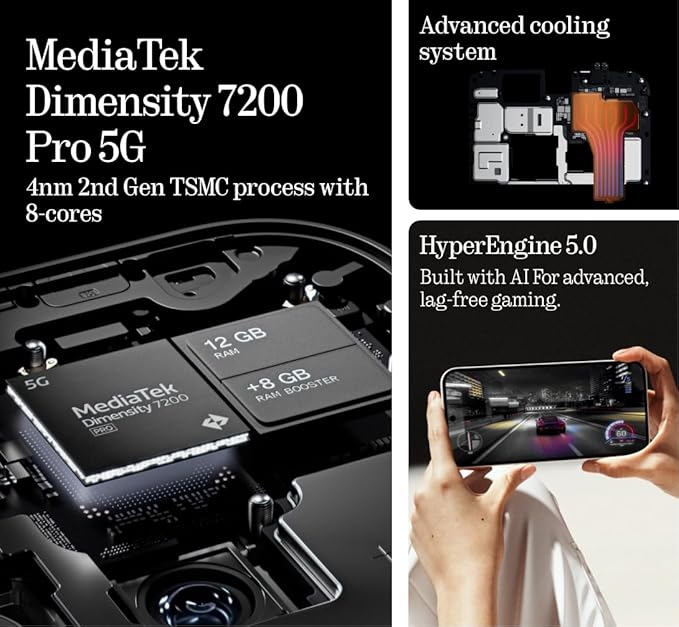 MediaTek
Dimensity 7200
Pro 5G
4nm 2nd Gen TSMC process with
8-cores
5G
MediaTek
Dimensity 7200
PRO
12 GB
RAM
+8 GB
RAM BOOSTER
Advanced cooling
system
HyperEngine 5.0
Built with AI For advanced,
lag-free gaming.
60